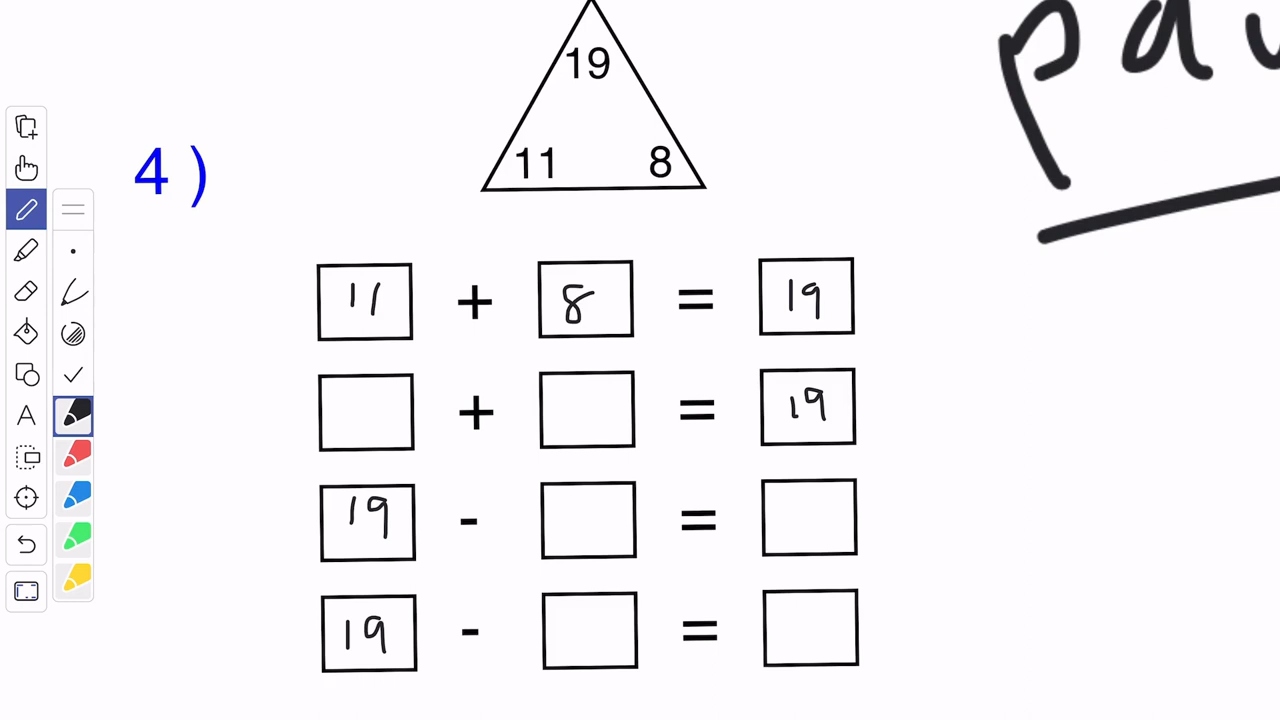 19
11 8
4)
11 + 8 = 19
+ = 19
19 - =
19 - =
A